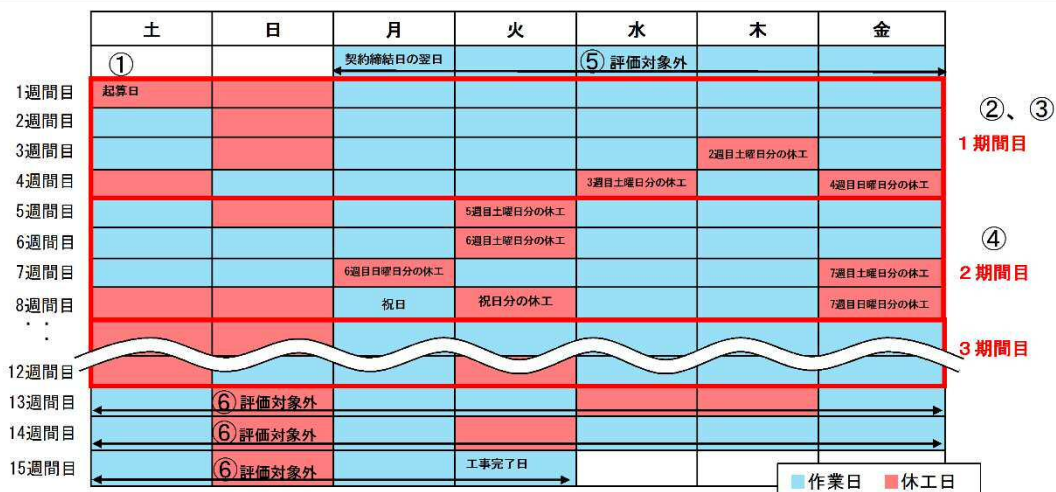 土 日 月 火 水 木 金
① 契約締結日の翌日 ⑤評価対象外
1週間目 起算日
2週間目
②、③
3週間目 2週目土曜日分の休工
1期間目
4週間目 3週目土曜日分の休工 4週目日曜日分の休工
5週間目 5週目土曜日分の休工
6週間目 6週目土曜日分の休工
④
7週間目 6週目日曜日分の休工 7週目土曜日分の休工
2期間目
8週間目 祝日 祝日分の休工 7週目日曜日分の休工
・
・
3期間目
12週間目
13週間目 ⑥評価対象外
14週間目 ⑥評価対象外
15週間目 ⑥評価対象外 工事完了日
作業日 休工日